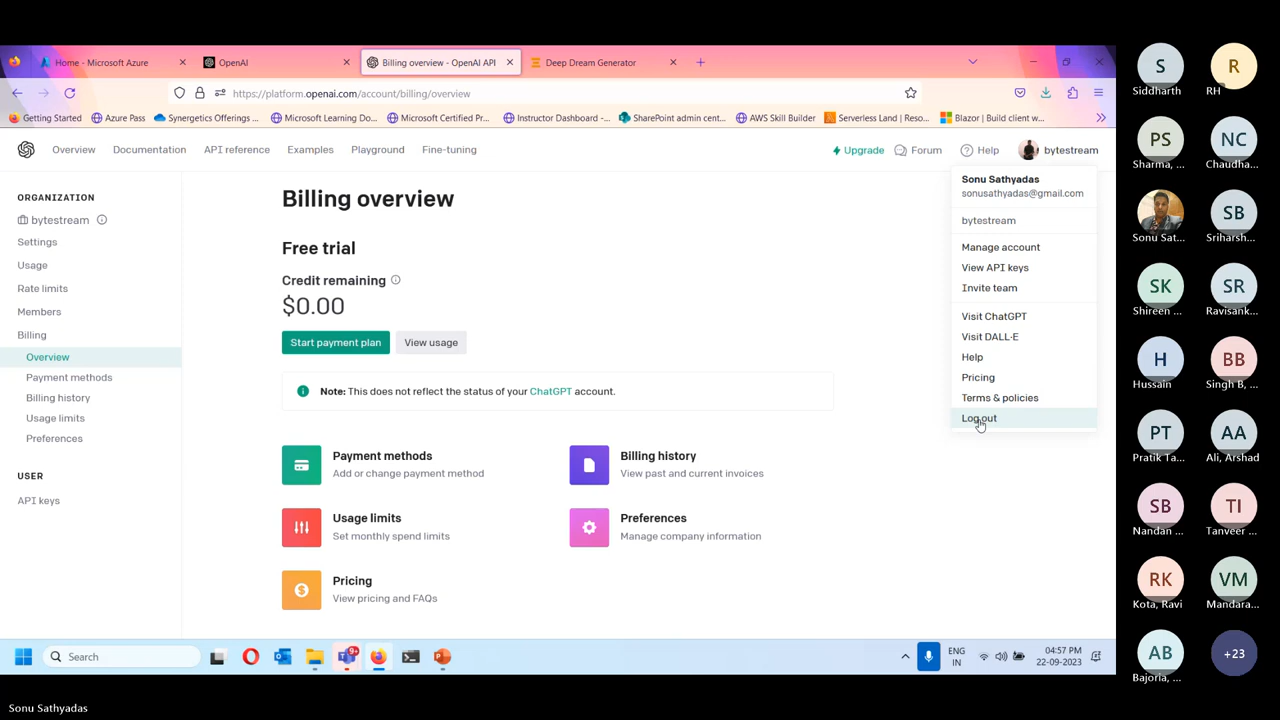 Home - Microsoft Azure
OpenAI
Billing overview - OpenAI API
Deep Dream Generator
https://platform.openai.com/account/billing/overview
Getting Started
Azure Pass
Synergetics Offerings ...
Microsoft Learning Do...
Microsoft Certified Pr...
Instructor Dashboard -...
SharePoint admin cent...
AWS Skill Builder
Serverless Land | Reso...
Blazor | Build client w...
Overview
Documentation
API reference
Examples
Playground
Fine-tuning
Upgrade
Forum
Help
bytestream
ORGANIZATION
bytestream
Settings
Usage
Rate limits
Members
Billing
Overview
Payment methods
Billing history
Usage limits
Preferences
USER
API keys
Billing overview
Free trial
Credit remaining
$0.00
Start payment plan
View usage
Note: This does not reflect the status of your ChatGPT account.
Payment methods
Add or change payment method
Billing history
View past and current invoices
Usage limits
Set monthly spend limits
Preferences
Manage company information
Pricing
View pricing and FAQs
Sonu Sathyadas
sonusathyadas@gmail.com
bytestream
Manage account
View API keys
Invite team
Visit ChatGPT
Visit DALL·E
Help
Pricing
Terms & policies
Log out
Search
9+
ENG
IN
04:57 PM
22-09-2023
S
Siddharth
R
RH
PS
Sharma, ...
NC
Chaudha...
Sonu Sat...
SB
Sriharsh...
SK
Shireen ...
SR
Ravisank...
H
Hussain
BB
Singh B, ...
PT
Pratik Ta...
AA
Ali, Arshad
SB
Nandan ...
TI
Tanveer ...
RK
Kota, Ravi
VM
Mandara...
AB
Bajoria, ...
+23
Sonu Sathyadas